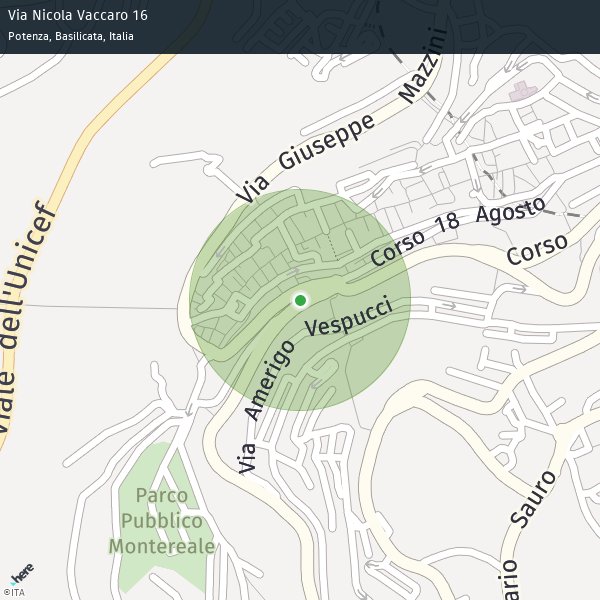 Via Nicola Vaccaro 16
Potenza, Basilicata, Italia
Via Giuseppe Mazzini
Corso 18 Agosto
Corso
Viale dell'Unicef
Via Amerigo Vespucci
Parco
Pubblico
Montereale
ario Sauro
here
©ITA